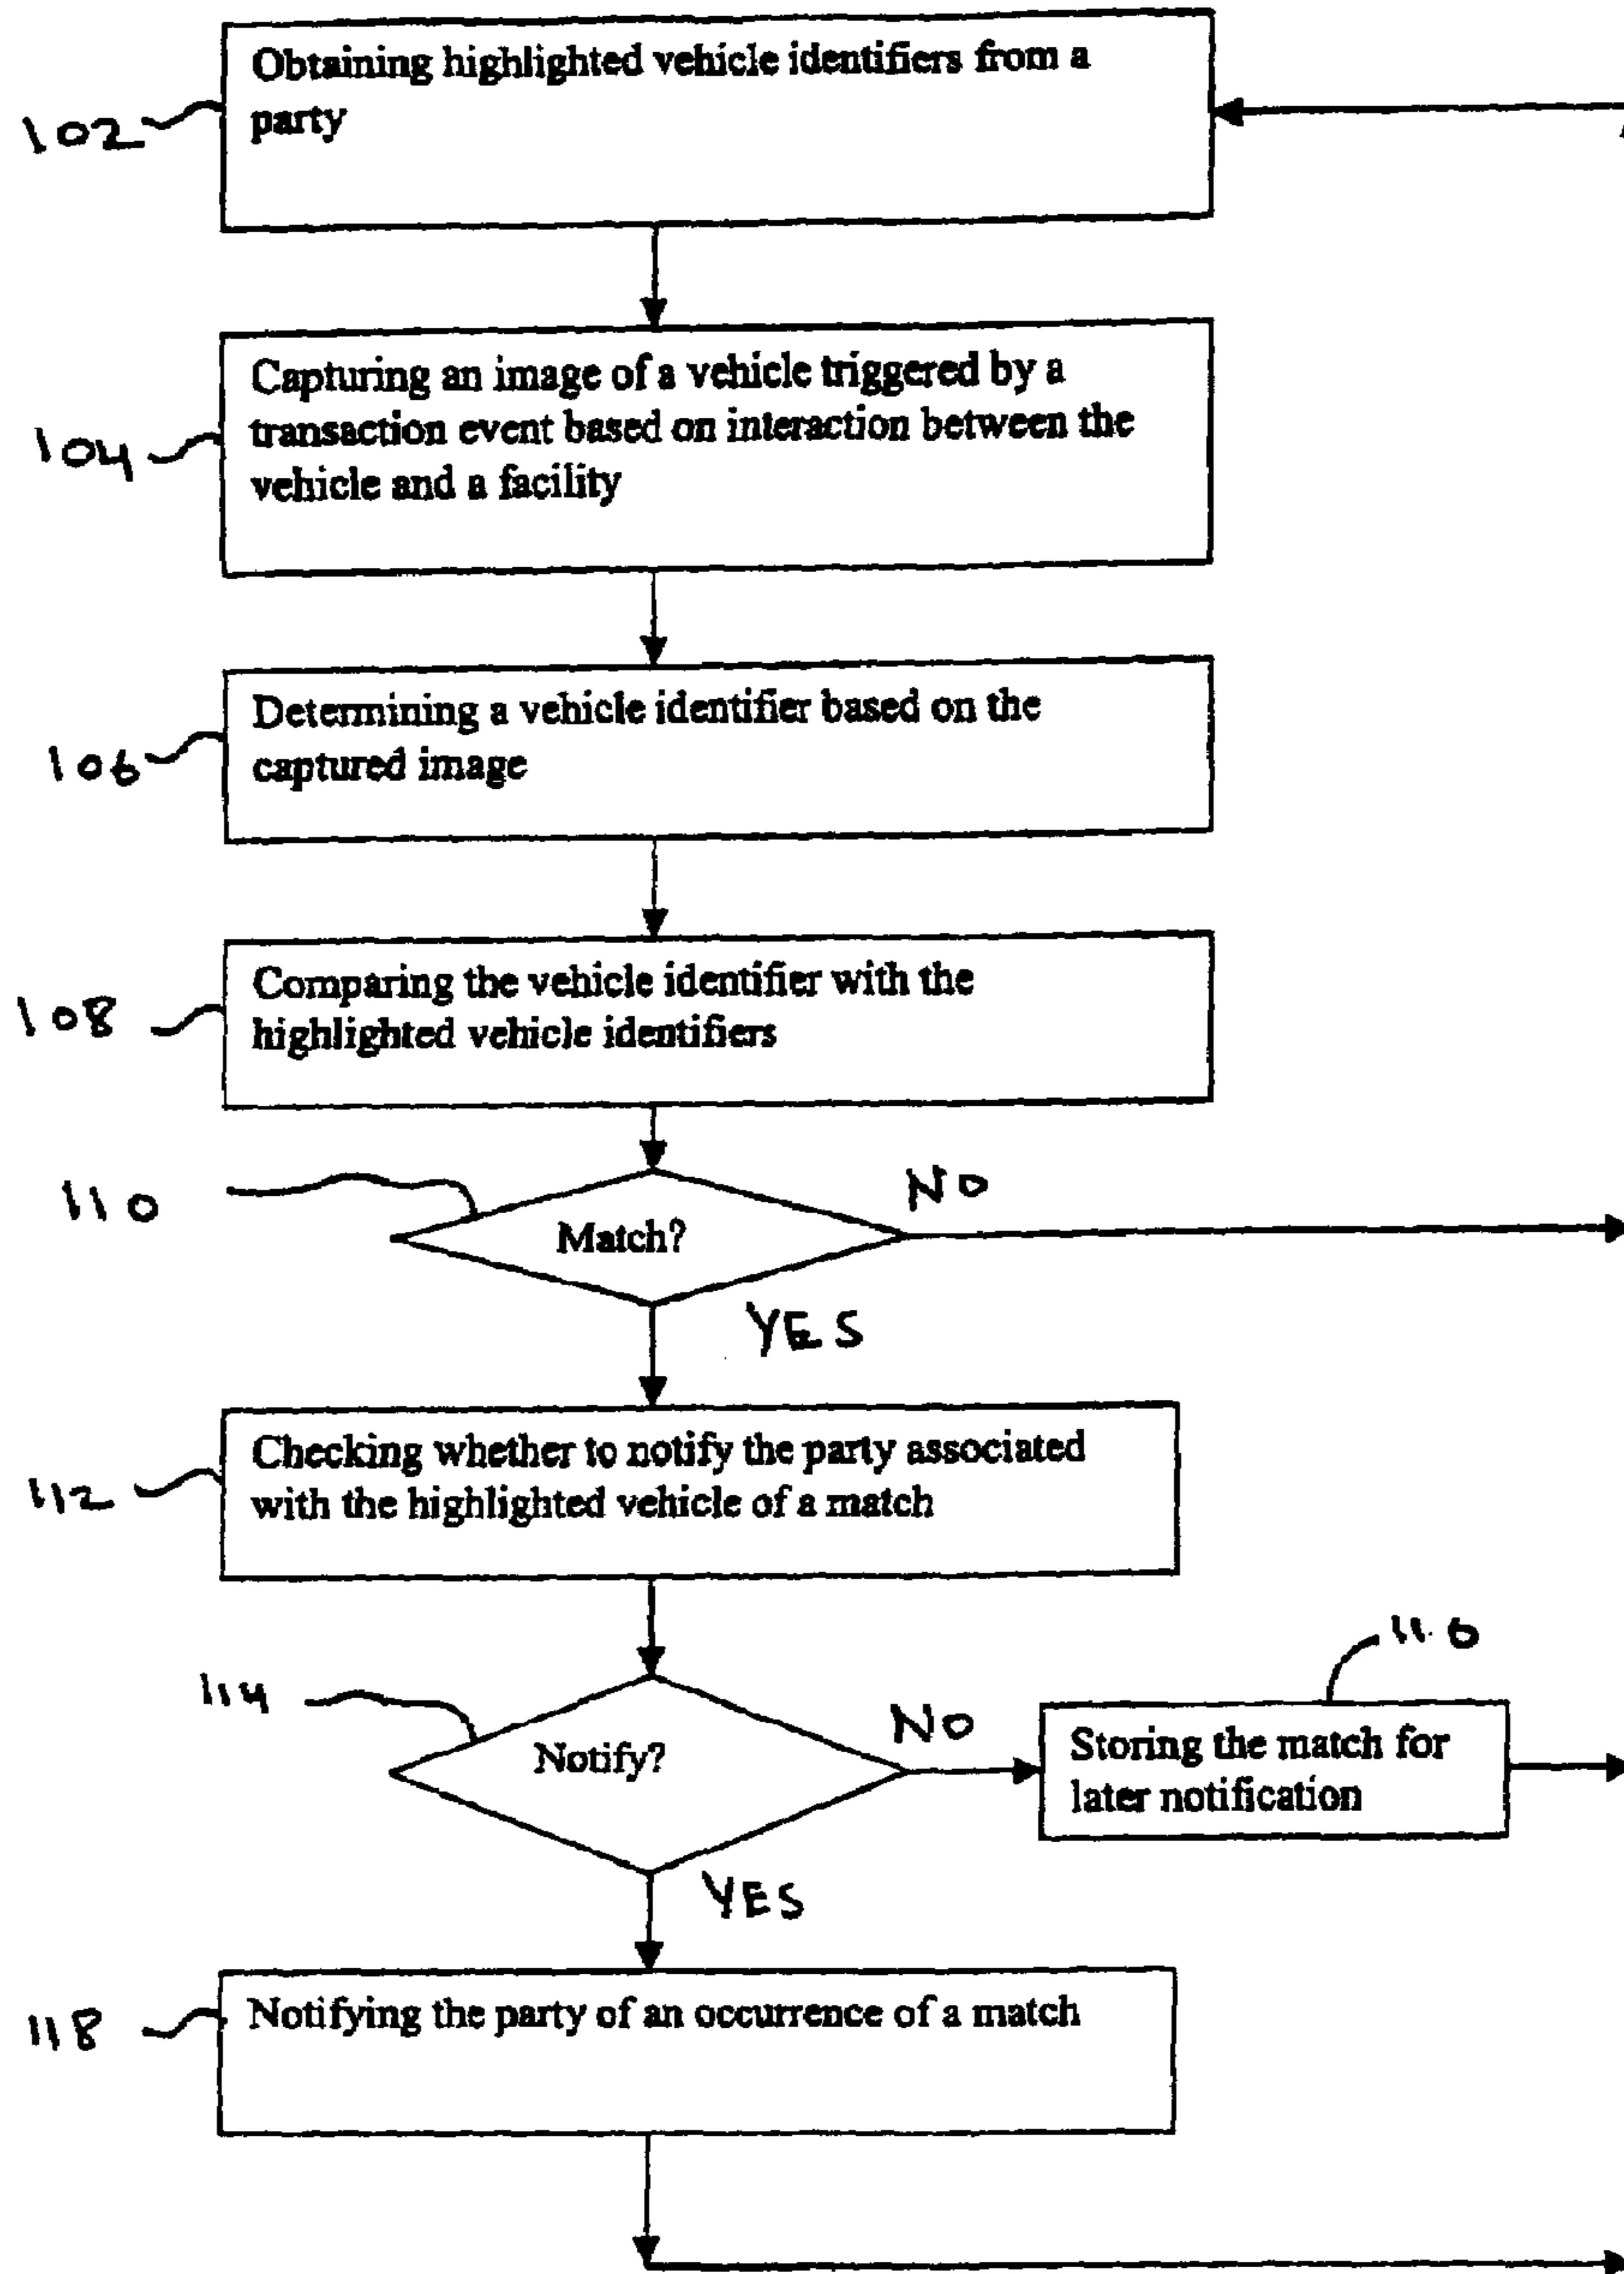 Obtaining highlighted vehicle identifiers from a
party
102
Capturing an image of a vehicle triggered by a
transaction event based on interaction between the
vehicle and a facility
104
Determining a vehicle identifier based on the
captured image
106
Comparing the vehicle identifier with the
highlighted vehicle identifiers
108
110
NO
Match?
YES
Checking whether to notify the party associated
with the highlighted vehicle of a match
112
116
114
NO
Notify?
Storing the match for
later notification
YES
Notifying the party of an occurrence of a match
118